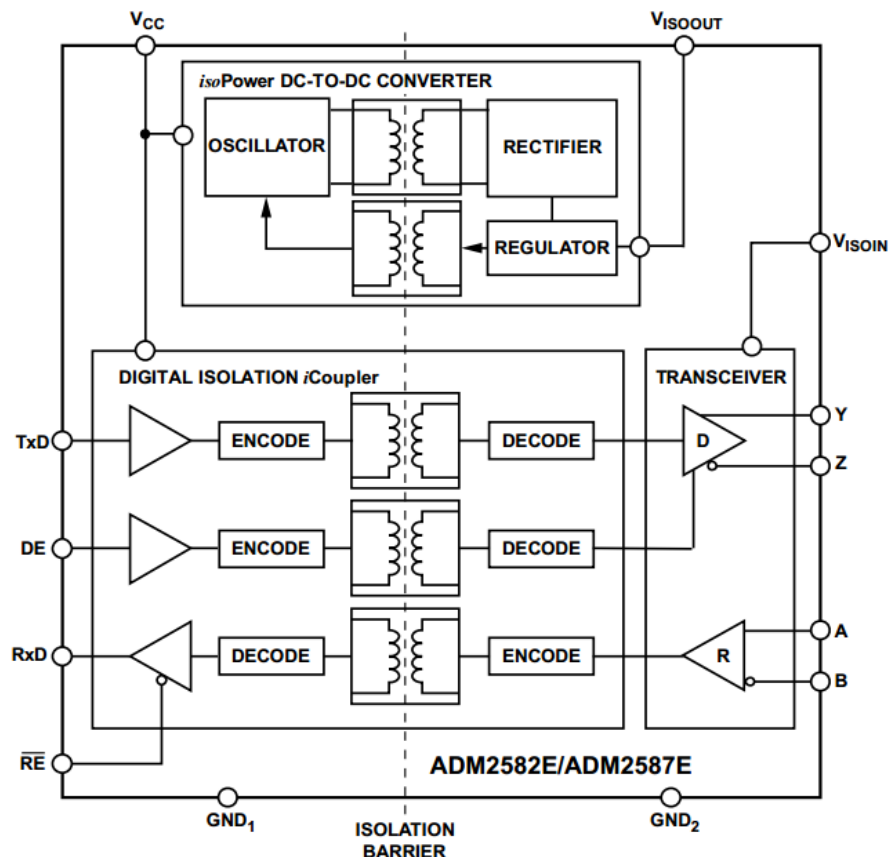 VCC
VISOOUT
isoPower DC-TO-DC CONVERTER
OSCILLATOR
RECTIFIER
REGULATOR
VISOIN
DIGITAL ISOLATION iCoupler
TRANSCEIVER
TxD
ENCODE
DECODE
D
Y
Z
DE
ENCODE
DECODE
RxD
DECODE
ENCODE
R
A
B
RE
ADM2582E/ADM2587E
GND1
ISOLATION
BARRIER
GND2